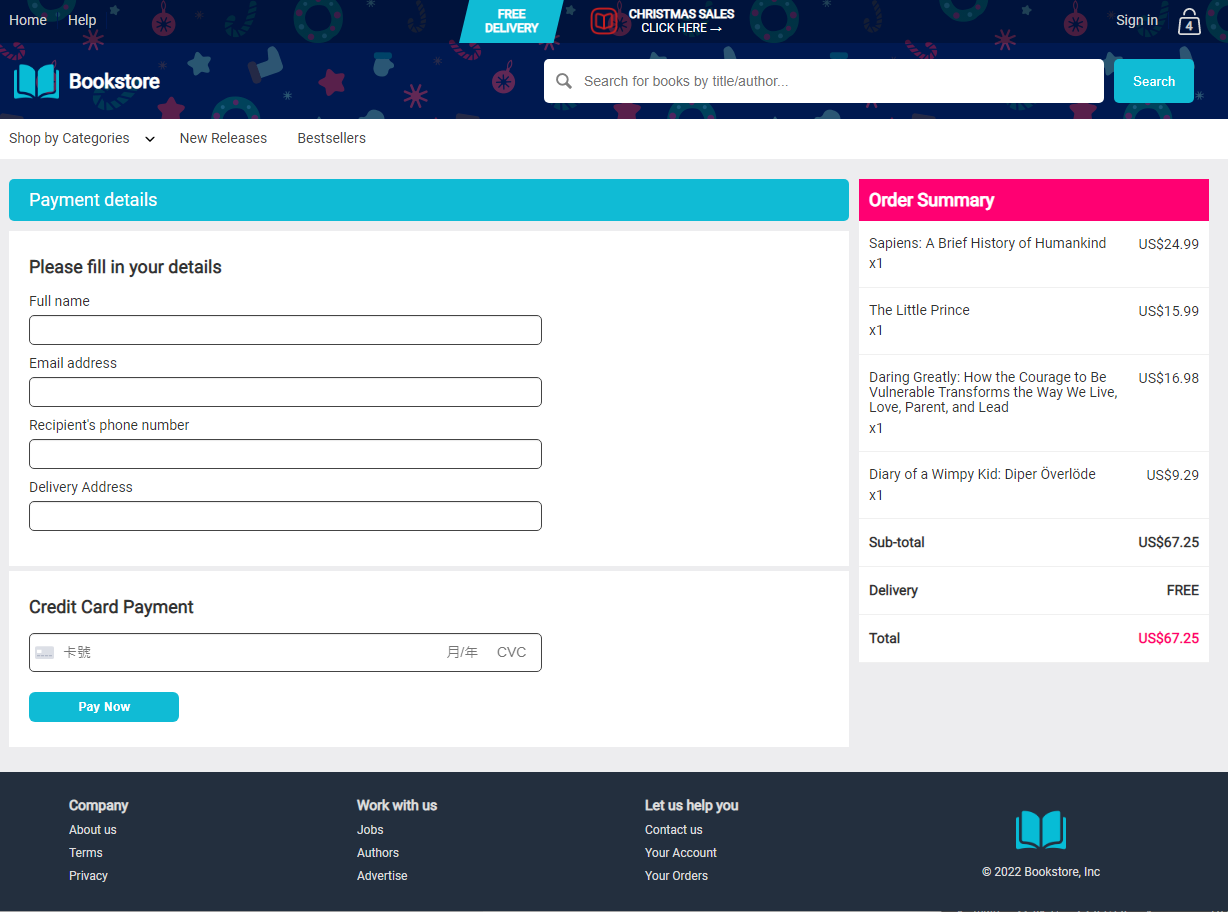 Home Help
FREE
DELIVERY
CHRISTMAS SALES
CLICK HERE →
Sign in
4
Bookstore
Search for books by title/author...
Search
Shop by Categories
New Releases
Bestsellers
Payment details
Please fill in your details
Full name
Email address
Recipient's phone number
Delivery Address
Credit Card Payment
卡號 月/年 CVC
Pay Now
Order Summary
Sapiens: A Brief History of Humankind US$24.99
x1
The Little Prince US$15.99
x1
Daring Greatly: How the Courage to Be US$16.98
Vulnerable Transforms the Way We Live,
Love, Parent, and Lead
x1
Diary of a Wimpy Kid: Diper Överlöde US$9.29
x1
Sub-total US$67.25
Delivery FREE
Total US$67.25
Company
About us
Terms
Privacy
Work with us
Jobs
Authors
Advertise
Let us help you
Contact us
Your Account
Your Orders
© 2022 Bookstore, Inc